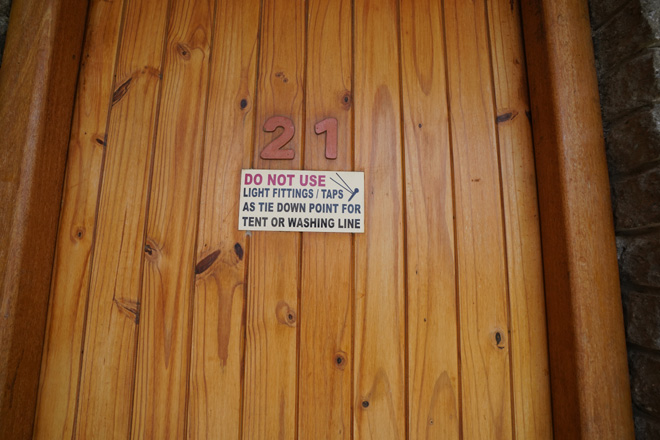 21
DO NOT USE
LIGHT FITTINGS / TAPS
AS TIE DOWN POINT FOR
TENT OR WASHING LINE